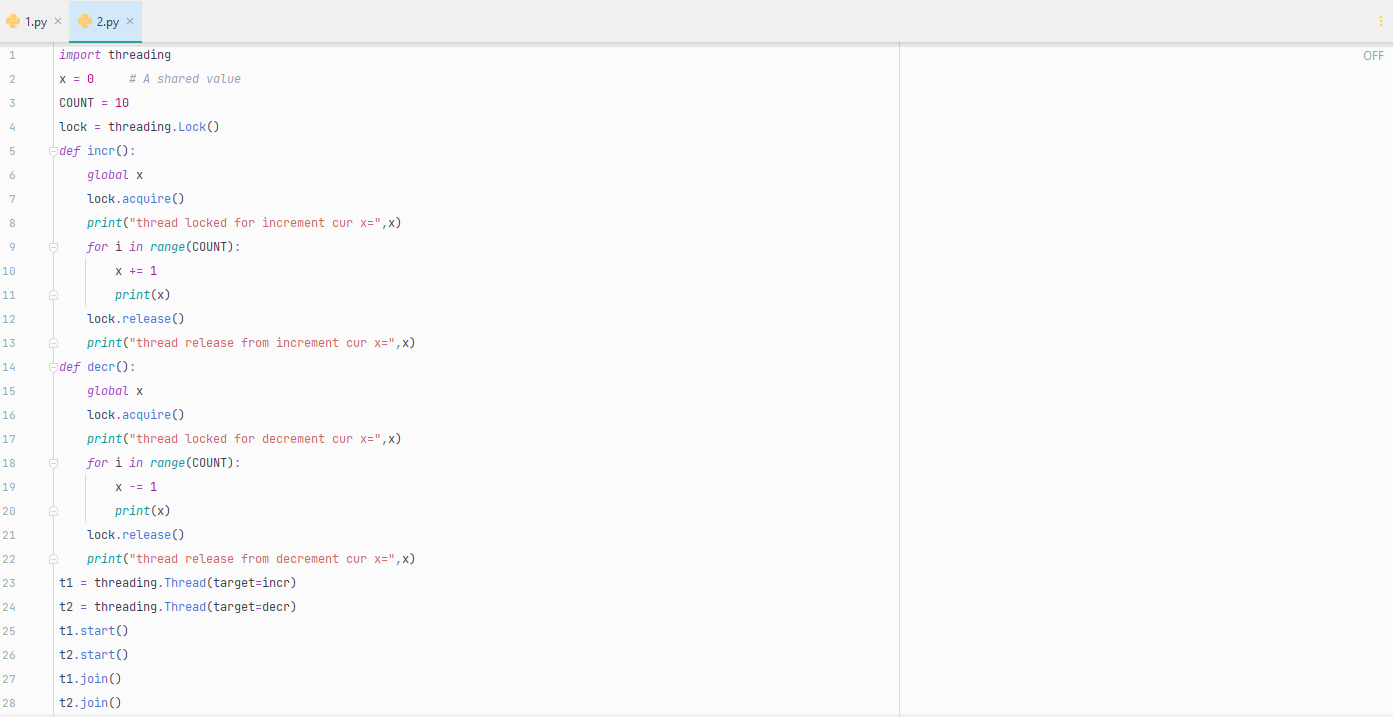 1.py
2.py
OFF
1 import threading
2 x = 0     # A shared value
3 COUNT = 10
4 lock = threading.Lock()
5 def incr():
6     global x
7     lock.acquire()
8     print("thread locked for increment cur x=",x)
9     for i in range(COUNT):
10         x += 1
11         print(x)
12     lock.release()
13     print("thread release from increment cur x=",x)
14 def decr():
15     global x
16     lock.acquire()
17     print("thread locked for decrement cur x=",x)
18     for i in range(COUNT):
19         x -= 1
20         print(x)
21     lock.release()
22     print("thread release from decrement cur x=",x)
23 t1 = threading.Thread(target=incr)
24 t2 = threading.Thread(target=decr)
25 t1.start()
26 t2.start()
27 t1.join()
28 t2.join()